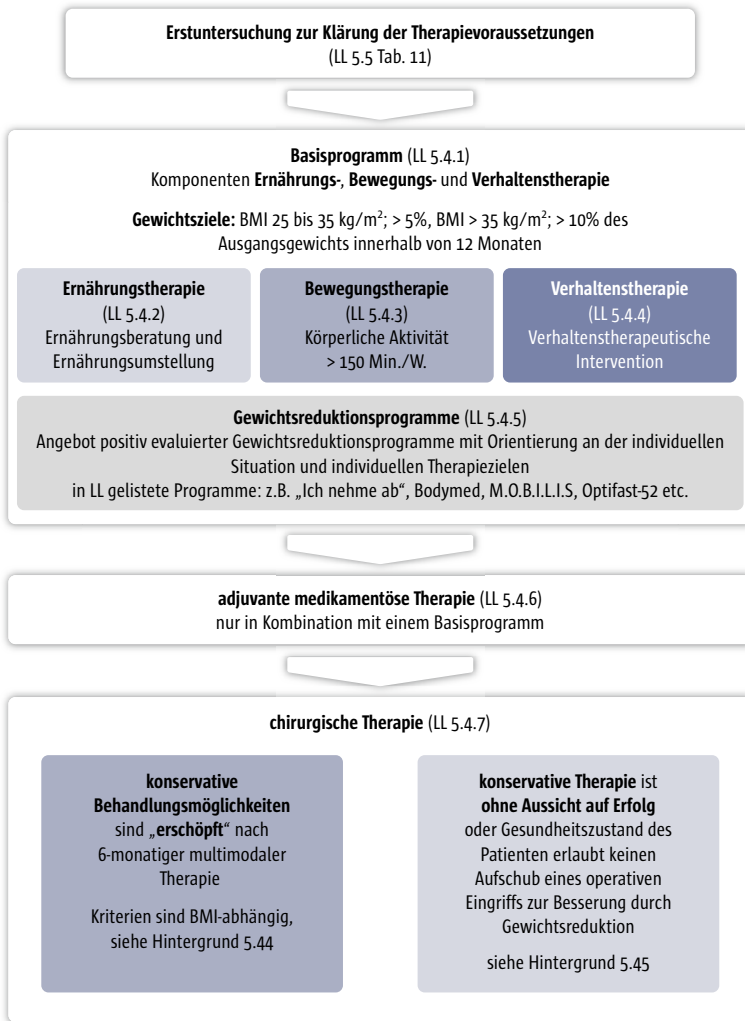 Erstuntersuchung zur Klärung der Therapievoraussetzungen
(LL 5.5 Tab. 11)
Basisprogramm (LL 5.4.1)
Komponenten Ernährungs-, Bewegungs- und Verhaltenstherapie
Gewichtsziele: BMI 25 bis 35 kg/m²; > 5%, BMI > 35 kg/m²; > 10% des
Ausgangsgewichts innerhalb von 12 Monaten
Ernährungstherapie
(LL 5.4.2)
Ernährungsberatung und
Ernährungsumstellung
Bewegungstherapie
(LL 5.4.3)
Körperliche Aktivität
> 150 Min./W.
Verhaltenstherapie
(LL 5.4.4)
Verhaltenstherapeutische
Intervention
Gewichtsreduktionsprogramme (LL 5.4.5)
Angebot positiv evaluierter Gewichtsreduktionsprogramme mit Orientierung an der individuellen
Situation und individuellen Therapiezielen
in LL gelistete Programme: z.B. „Ich nehme ab“, Bodymed, M.O.B.I.L.I.S, Optifast-52 etc.
adjuvante medikamentöse Therapie (LL 5.4.6)
nur in Kombination mit einem Basisprogramm
chirurgische Therapie (LL 5.4.7)
konservative
Behandlungsmöglichkeiten
sind „erschöpft“ nach
6-monatiger multimodaler
Therapie
Kriterien sind BMI-abhängig,
siehe Hintergrund 5.44
konservative Therapie ist
ohne Aussicht auf Erfolg
oder Gesundheitszustand des
Patienten erlaubt keinen
Aufschub eines operativen
Eingriffs zur Besserung durch
Gewichtsreduktion
siehe Hintergrund 5.45